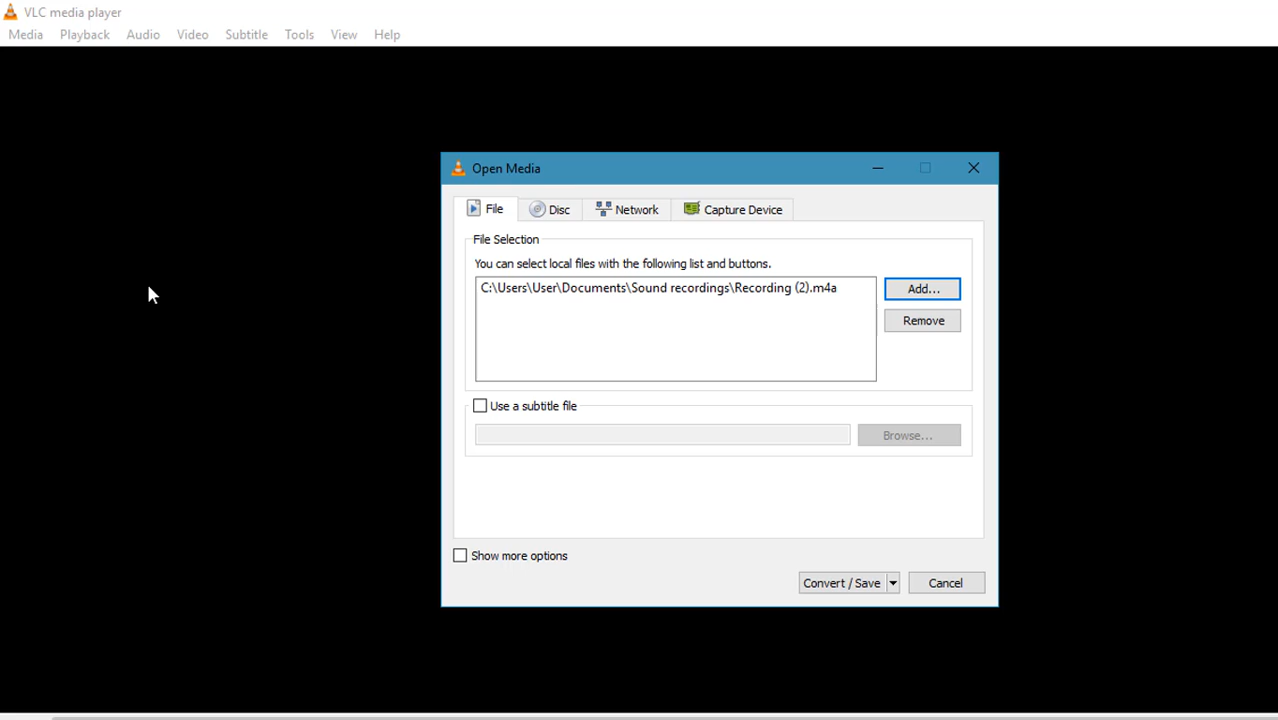 VLC media player
Media Playback Audio Video Subtitle Tools View Help
Open Media
File Disc Network Capture Device
File Selection
You can select local files with the following list and buttons.
C:\Users\User\Documents\Sound recordings\Recording (2).m4a
Add...
Remove
Use a subtitle file
Browse...
Show more options
Convert / Save Cancel